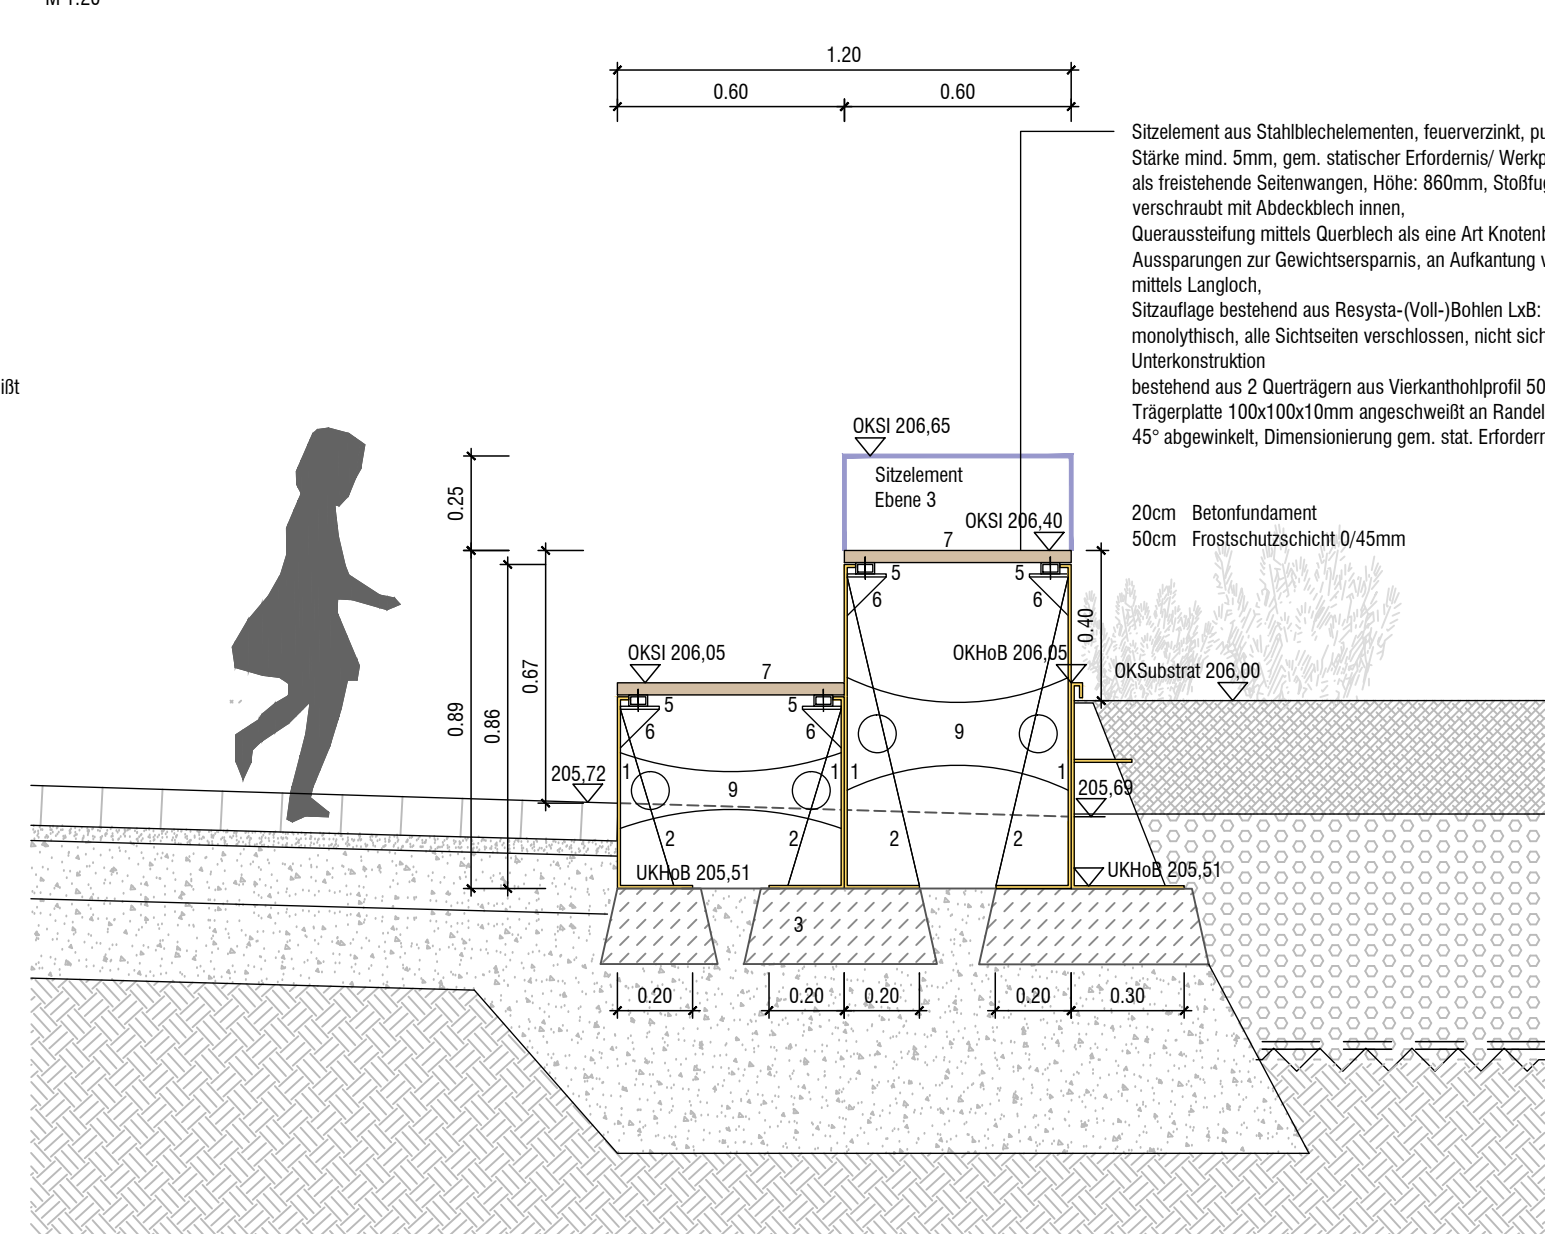 M 1:20
1.20
0.60
0.60
Sitzelement aus Stahlblechelementen, feuerverzinkt,
Stärke mind. 5mm, gem. statischer Erfordernis/
als freistehende Seitenwangen, Höhe: 860mm,
verschraubt mit Abdeckblech innen,
Queraussteifung mittels Querblech als eine Art
Aussparungen zur Gewichtsersparnis, an Aufkantung
mittels Langloch,
Sitzauflage bestehend aus Resysta-(Voll-)Bohlen LxB:
monolythisch, alle Sichtseiten verschlossen, nicht
Unterkonstruktion
bestehend aus 2 Querträgern aus Vierkanthohlprofil 50
Trägerplatte 100x100x10mm angeschweißt an
45° abgewinkelt, Dimensionierung gem. stat.
ißt
OKSI 206,65
Sitzelement
Ebene 3
0.25
OKSI 206,40
20cm Betonfundament
50cm Frostschutzschicht 0/45mm
7
5
5
6
6
0.40
OKSI 206,05
7
OKHoB 206,05
OKSubstrat 206,00
0.67
0.89
0.86
5
5
6
6
9
205,72
1
9
1
1
1
205,69
2
2
2
2
UKHoB 205,51
UKHoB 205,51
3
0.20
0.20
0.20
0.20
0.30